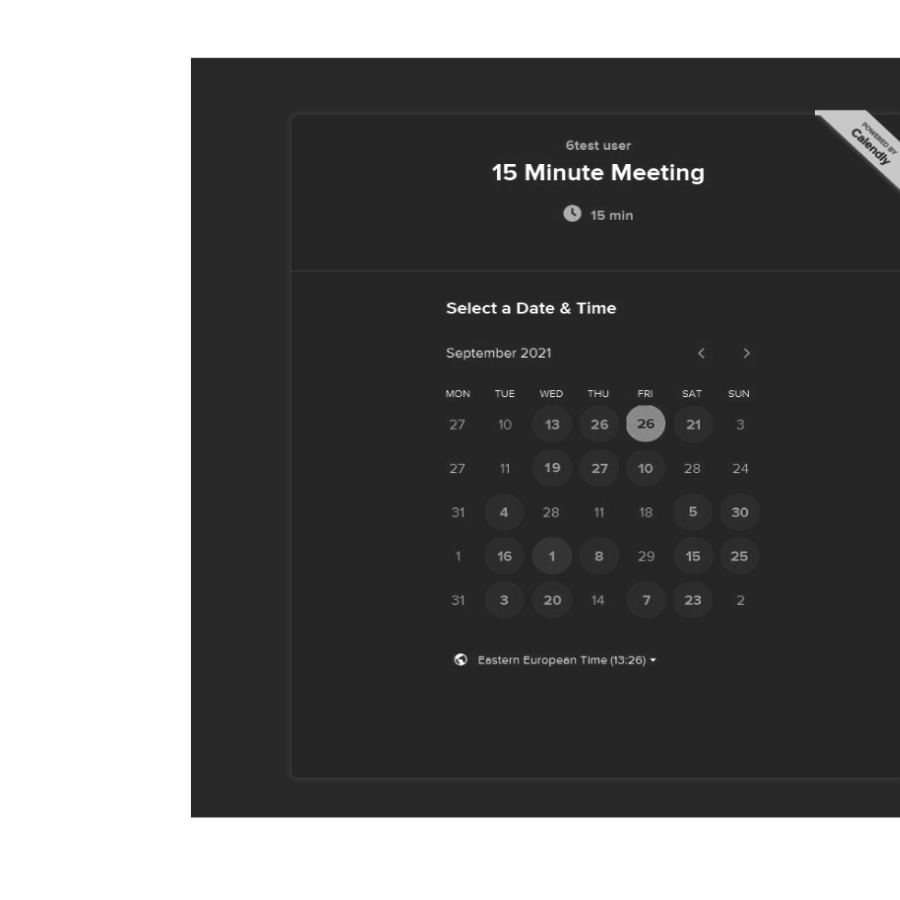 POWERED BY
Calendly
6test user
15 Minute Meeting
15 min
Select a Date & Time
September 2021
MON TUE WED THU FRI SAT SUN
27 10 13 26 26 21 3
27 11 19 27 10 28 24
31 4 28 11 18 5 30
1 16 1 8 29 15 25
31 3 20 14 7 23 2
Eastern European Time (13:26)